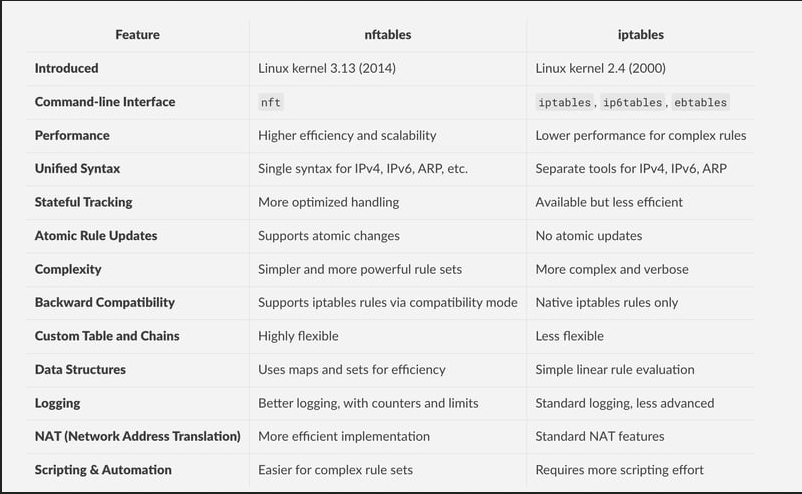 Feature nftables iptables
Introduced Linux kernel 3.13 (2014) Linux kernel 2.4 (2000)
Command-line Interface nft iptables, ip6tables, ebtables
Performance Higher efficiency and scalability Lower performance for complex rules
Unified Syntax Single syntax for IPv4, IPv6, ARP, etc. Separate tools for IPv4, IPv6, ARP
Stateful Tracking More optimized handling Available but less efficient
Atomic Rule Updates Supports atomic changes No atomic updates
Complexity Simpler and more powerful rule sets More complex and verbose
Backward Compatibility Supports iptables rules via compatibility mode Native iptables rules only
Custom Table and Chains Highly flexible Less flexible
Data Structures Uses maps and sets for efficiency Simple linear rule evaluation
Logging Better logging, with counters and limits Standard logging, less advanced
NAT (Network Address Translation) More efficient implementation Standard NAT features
Scripting & Automation Easier for complex rule sets Requires more scripting effort